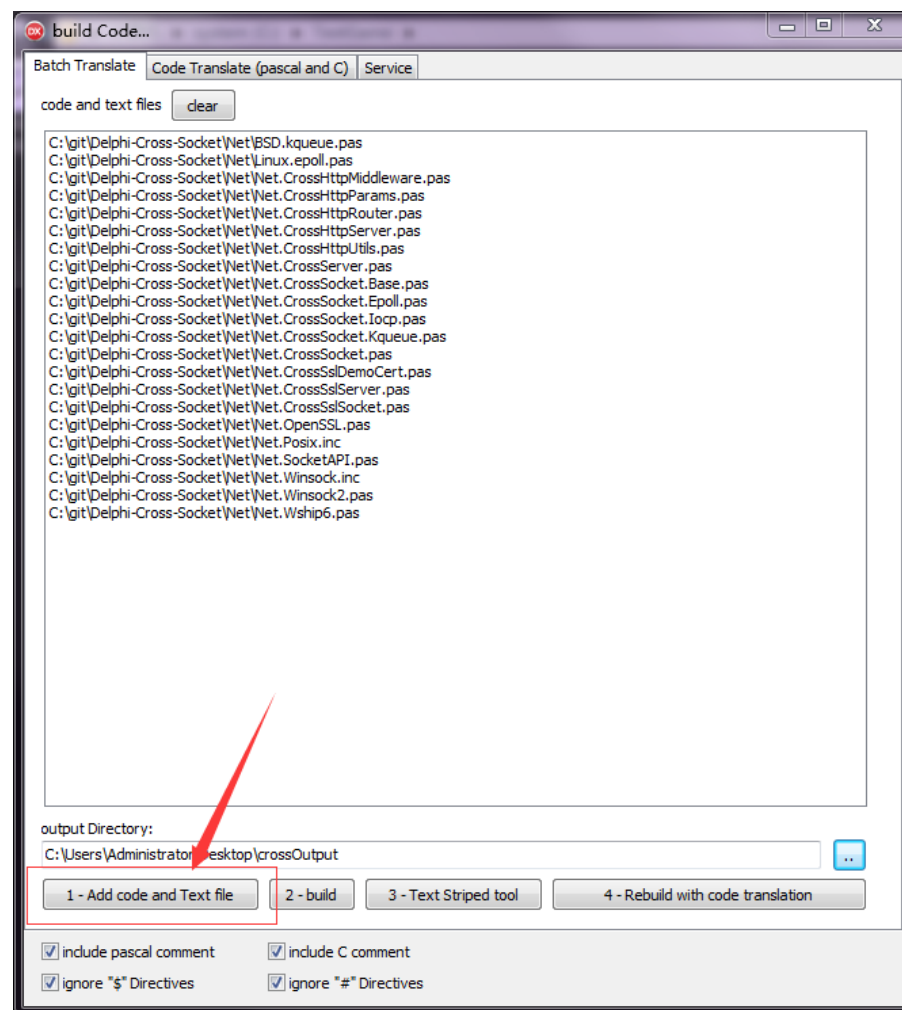 DX build Code...
Batch Translate Code Translate (pascal and C) Service
code and text files clear
C:\git\Delphi-Cross-Socket\Net\BSD.kqueue.pas
C:\git\Delphi-Cross-Socket\Net\Linux.epoll.pas
C:\git\Delphi-Cross-Socket\Net\Net.CrossHttpMiddleware.pas
C:\git\Delphi-Cross-Socket\Net\Net.CrossHttpParams.pas
C:\git\Delphi-Cross-Socket\Net\Net.CrossHttpRouter.pas
C:\git\Delphi-Cross-Socket\Net\Net.CrossHttpServer.pas
C:\git\Delphi-Cross-Socket\Net\Net.CrossHttpUtils.pas
C:\git\Delphi-Cross-Socket\Net\Net.CrossServer.pas
C:\git\Delphi-Cross-Socket\Net\Net.CrossSocket.Base.pas
C:\git\Delphi-Cross-Socket\Net\Net.CrossSocket.Epoll.pas
C:\git\Delphi-Cross-Socket\Net\Net.CrossSocket.Iocp.pas
C:\git\Delphi-Cross-Socket\Net\Net.CrossSocket.Kqueue.pas
C:\git\Delphi-Cross-Socket\Net\Net.CrossSocket.pas
C:\git\Delphi-Cross-Socket\Net\Net.CrossSslDemoCert.pas
C:\git\Delphi-Cross-Socket\Net\Net.CrossSslServer.pas
C:\git\Delphi-Cross-Socket\Net\Net.CrossSslSocket.pas
C:\git\Delphi-Cross-Socket\Net\Net.OpenSSL.pas
C:\git\Delphi-Cross-Socket\Net\Net.Posix.inc
C:\git\Delphi-Cross-Socket\Net\Net.SocketAPI.pas
C:\git\Delphi-Cross-Socket\Net\Net.Winsock.inc
C:\git\Delphi-Cross-Socket\Net\Net.Winsock2.pas
C:\git\Delphi-Cross-Socket\Net\Net.Wship6.pas
output Directory:
C:\Users\Administrator\Desktop\crossOutput ..
1 - Add code and Text file 2 - build 3 - Text Striped tool 4 - Rebuild with code translation
include pascal comment include C comment
ignore "$" Directives ignore "#" Directives